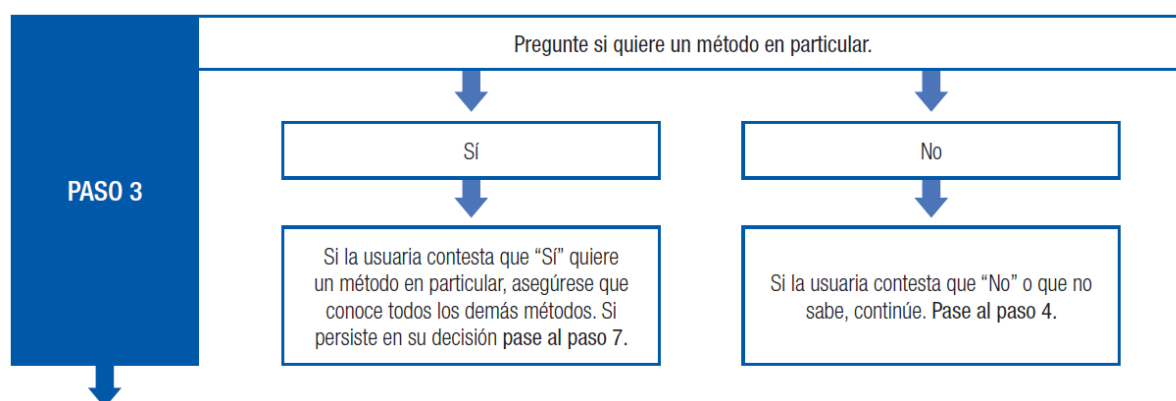 Pregunte si quiere un método en particular.
Sí
No
PASO 3
Si la usuaria contesta que “Sí” quiere
un método en particular, asegúrese que
conoce todos los demás métodos. Si
persiste en su decisión pase al paso 7.
Si la usuaria contesta que “No” o que no
sabe, continúe. Pase al paso 4.